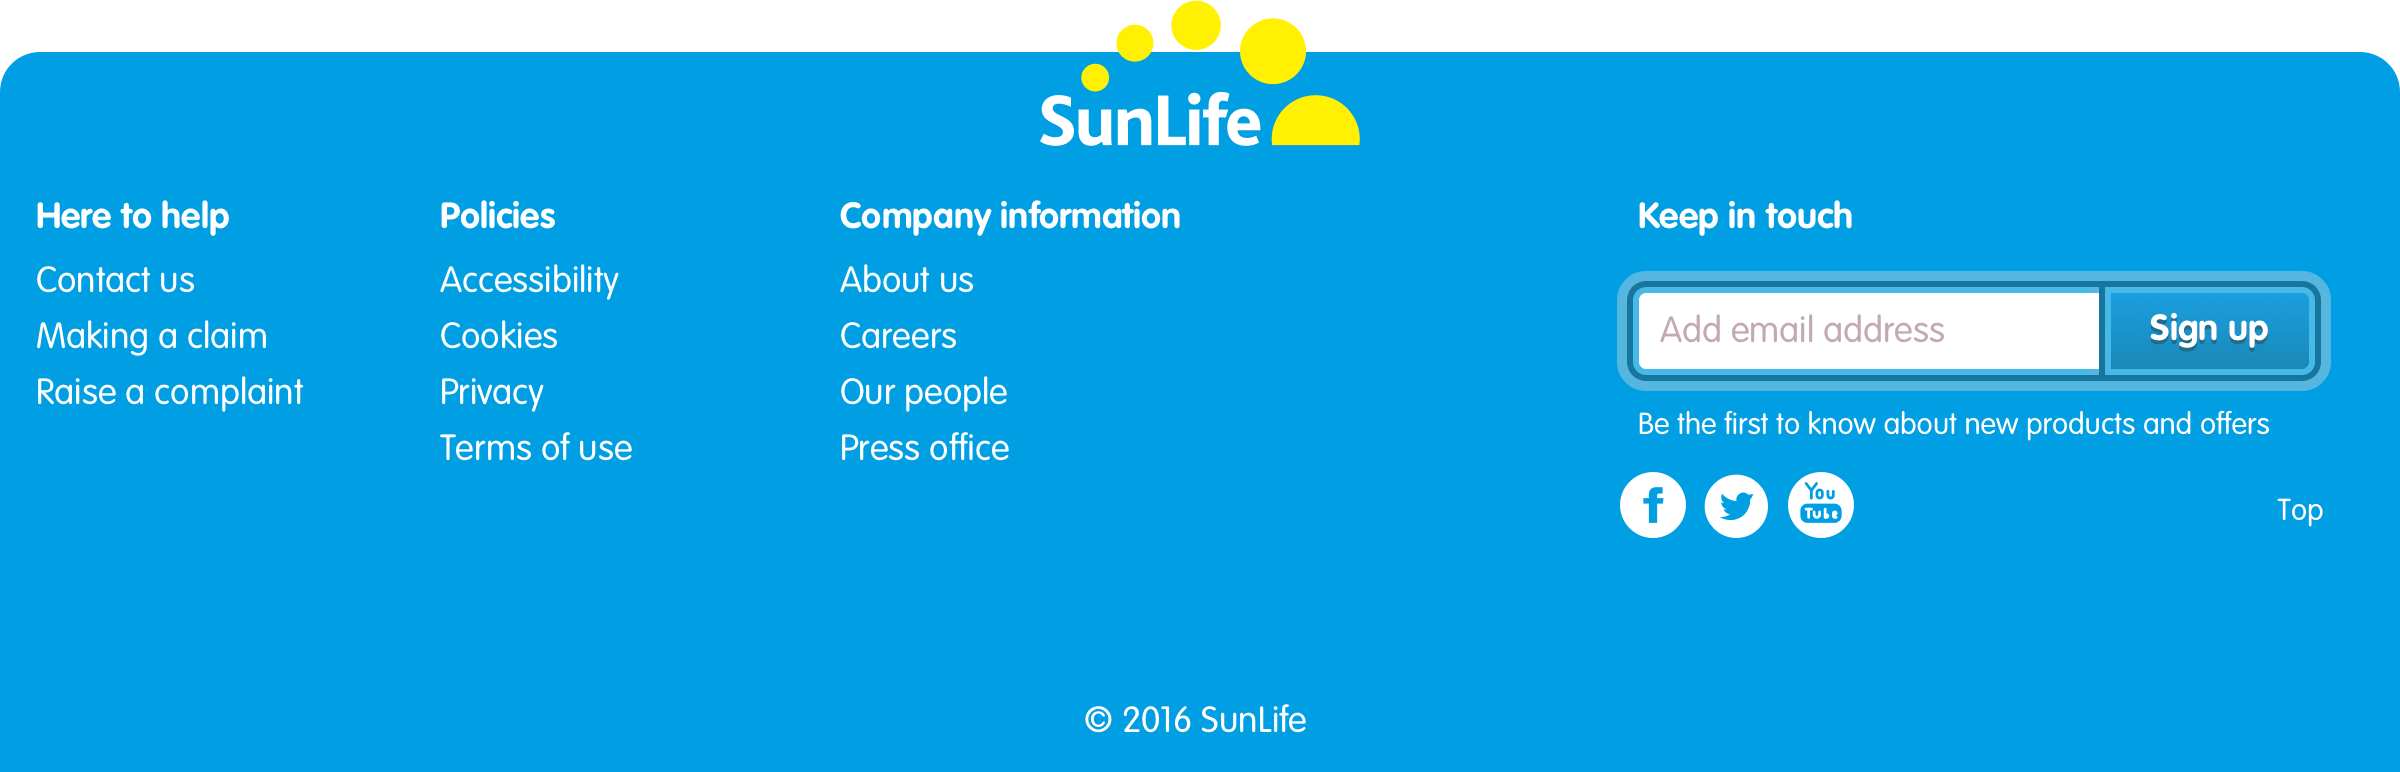 SunLife
Here to help
Contact us
Making a claim
Raise a complaint
Policies
Accessibility
Cookies
Privacy
Terms of use
Company information
About us
Careers
Our people
Press office
Keep in touch
Add email address
Sign up
Be the first to know about new products and offers
f
You
Tube
Top
© 2016 SunLife